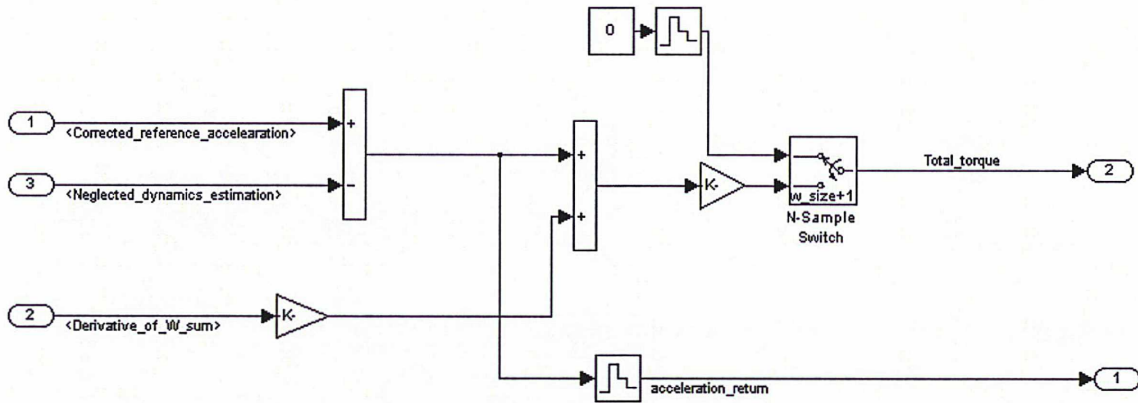 0
1
<Corrected_reference_accelearation>
+
3
<Neglected_dynamics_estimation>
−
+
+
K-
w_size+1
N-Sample
Switch
Total_torque
2
2
<Derivative_of_W_sum>
K-
acceleration_return
1